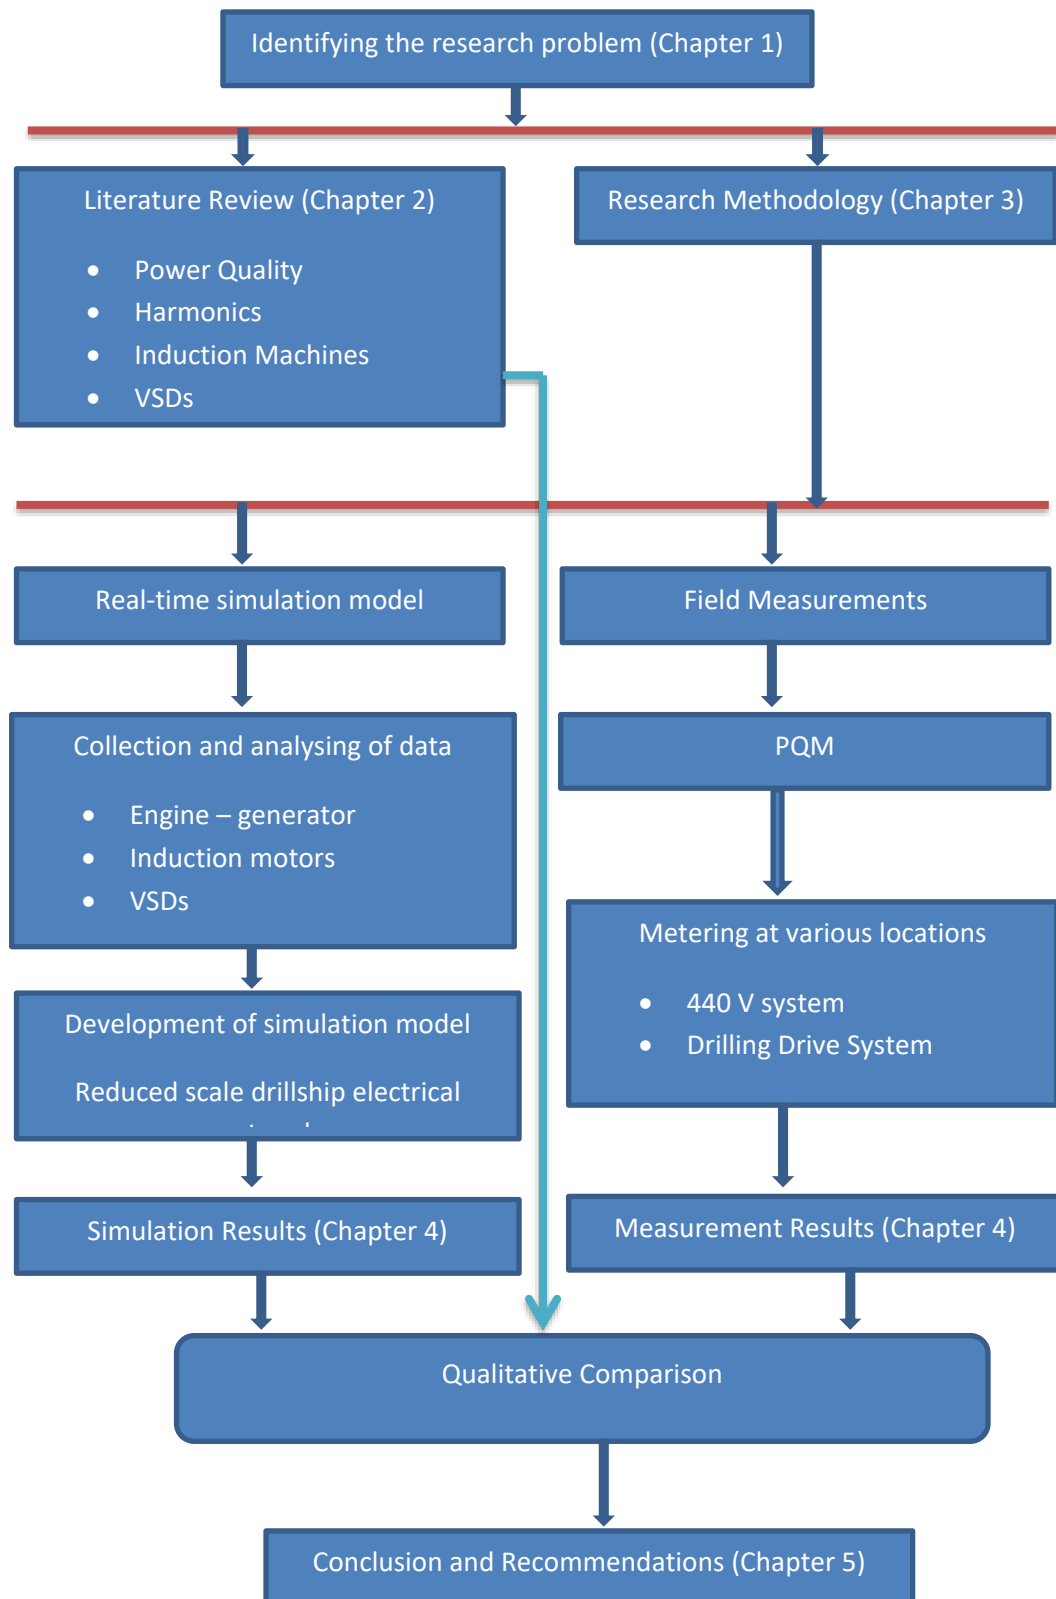 Identifying the research problem (Chapter 1)
Literature Review (Chapter 2)
• Power Quality
• Harmonics
• Induction Machines
• VSDs
Research Methodology (Chapter 3)
Real-time simulation model
Field Measurements
Collection and analysing of data
• Engine – generator
• Induction motors
• VSDs
PQM
Metering at various locations
• 440 V system
• Drilling Drive System
Development of simulation model
Reduced scale drillship electrical
Simulation Results (Chapter 4)
Measurement Results (Chapter 4)
Qualitative Comparison
Conclusion and Recommendations (Chapter 5)